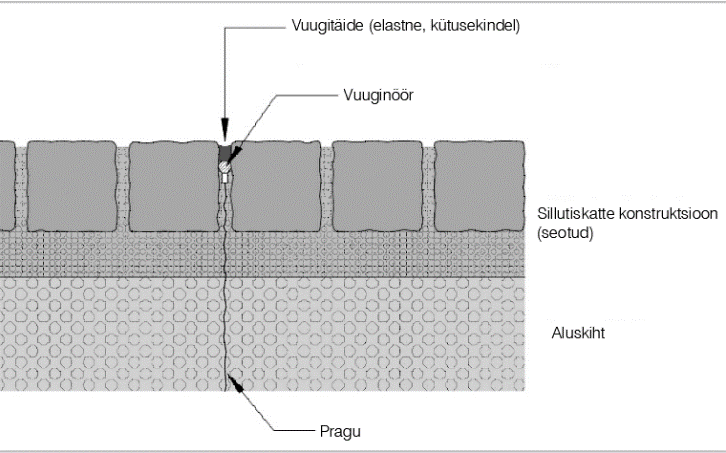 Vuugitäide (elastne, kütusekindel)
Vuuginöör
Sillutiskatte konstruktsioon
(seotud)
Aluskiht
Pragu